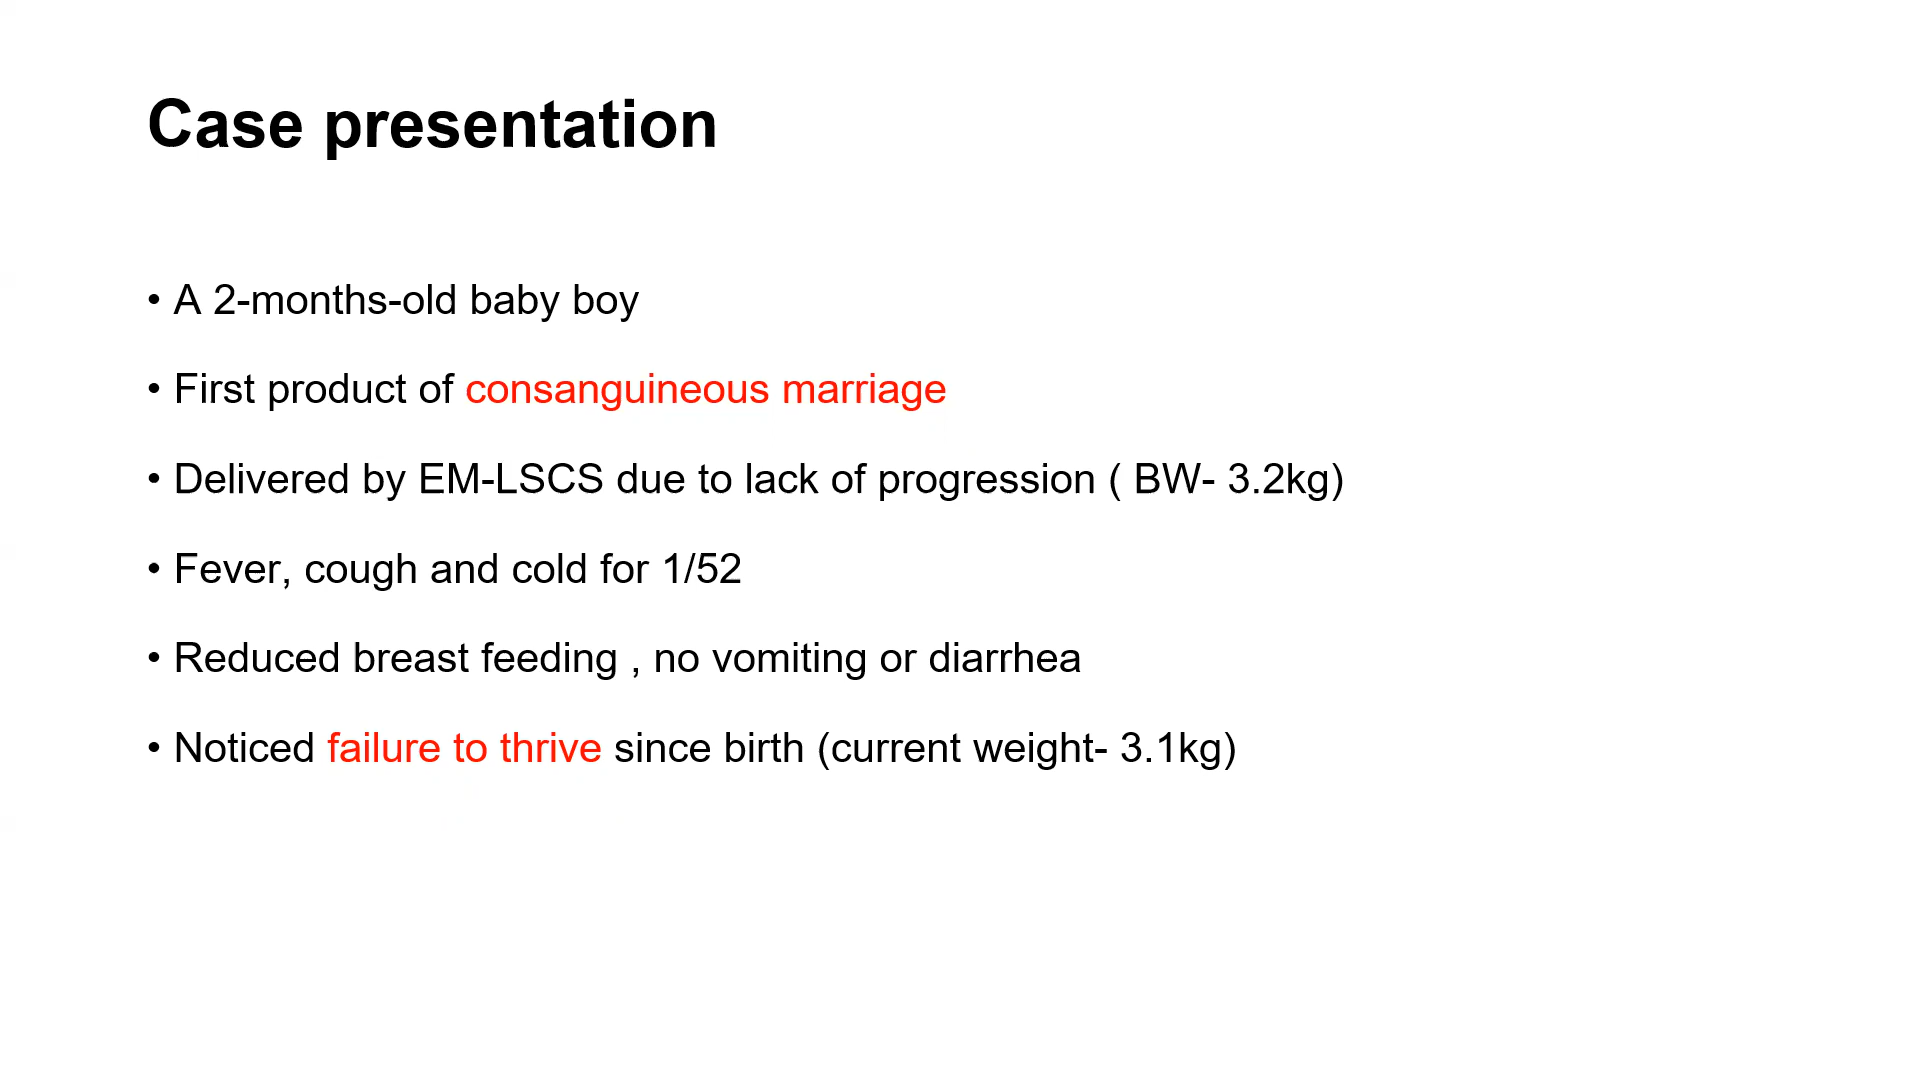 Case presentation
• A 2-months-old baby boy
• First product of consanguineous marriage
• Delivered by EM-LSCS due to lack of progression ( BW- 3.2kg)
• Fever, cough and cold for 1/52
• Reduced breast feeding , no vomiting or diarrhea
• Noticed failure to thrive since birth (current weight- 3.1kg)